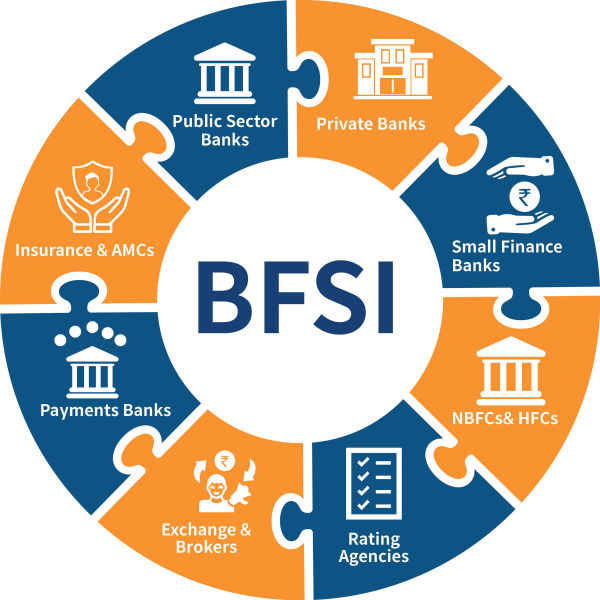 Public Sector
Banks
Private Banks
Small Finance
Banks
NBFCs& HFCs
Rating
Agencies
Exchange &
Brokers
Payments Banks
Insurance & AMCs
BFSI
₹
₹